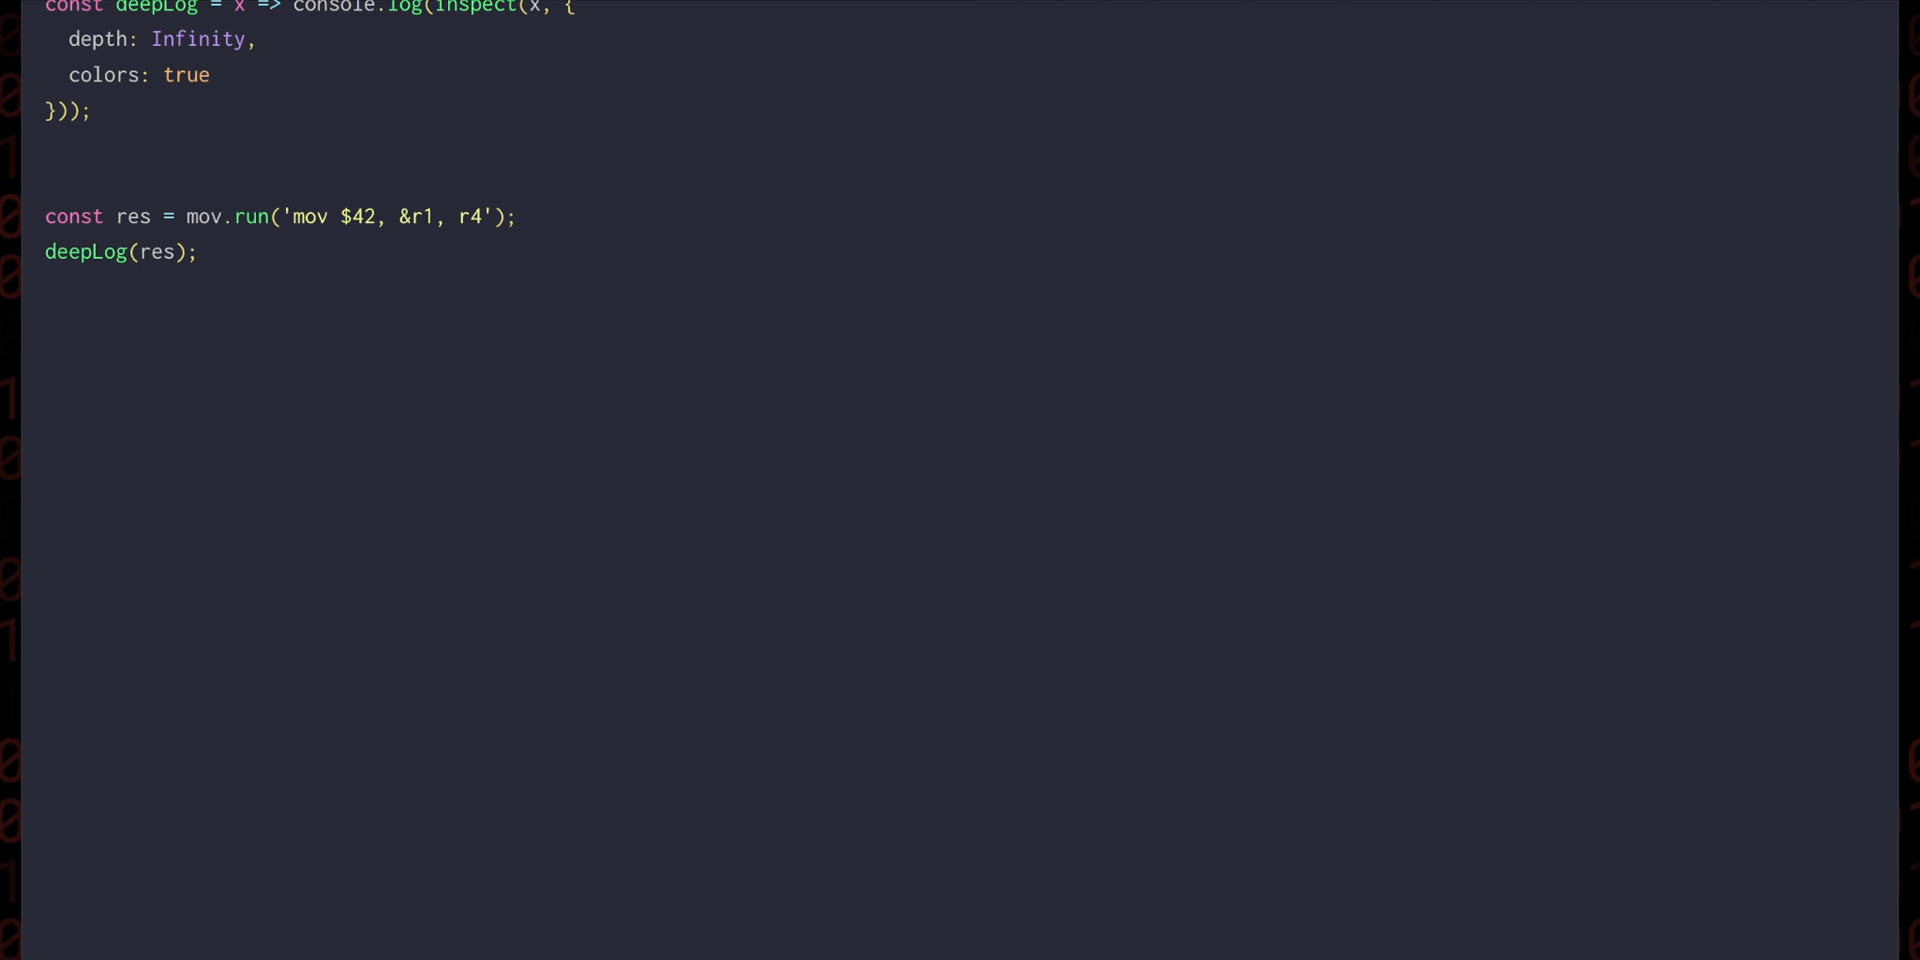 const deepLog = x => console.log(inspect(x, {
  depth: Infinity,
  colors: true
}));
const res = mov.run('mov $42, &r1, r4');
deepLog(res);